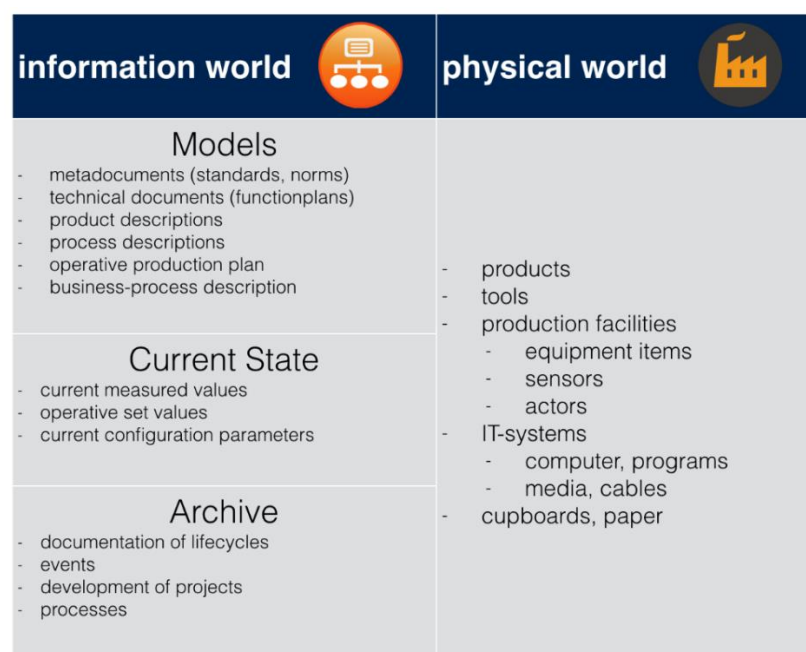 information world
physical world
Models
- metadocuments (standards, norms)
- technical documents (functionplans)
- product descriptions
- process descriptions
- operative production plan
- business-process description
Current State
- current measured values
- operative set values
- current configuration parameters
Archive
- documentation of lifecycles
- events
- development of projects
- processes
- products
- tools
- production facilities
- equipment items
- sensors
- actors
- IT-systems
- computer, programs
- media, cables
- cupboards, paper